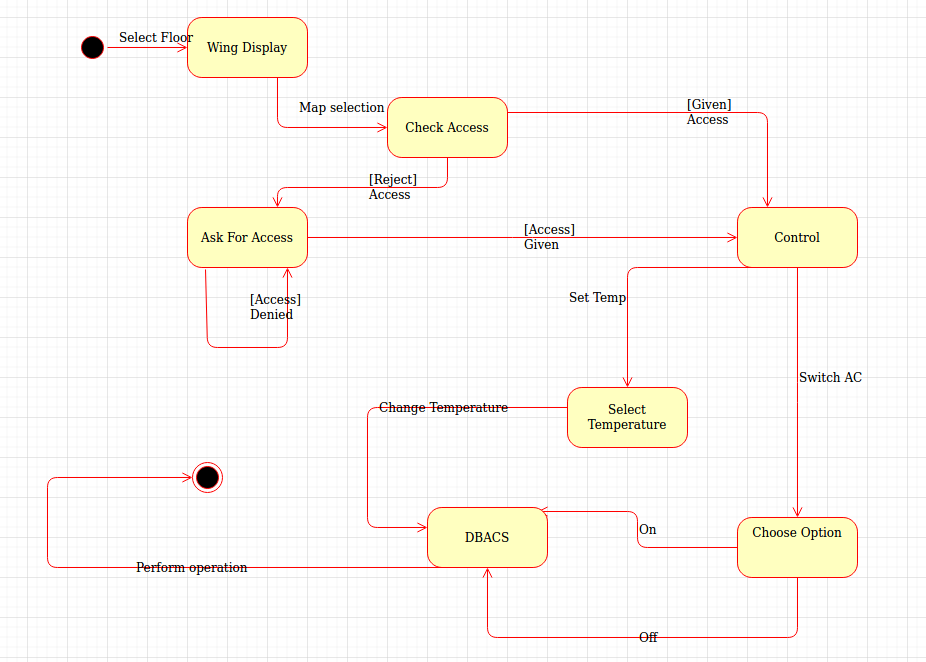 Select Floor
Wing Display
Map selection
Check Access
[Given]
Access
[Reject]
Access
Ask For Access
[Access]
Given
Control
[Access]
Denied
Set Temp
Switch AC
Change Temperature
Select
Temperature
On
Choose Option
DBACS
Perform operation
Off